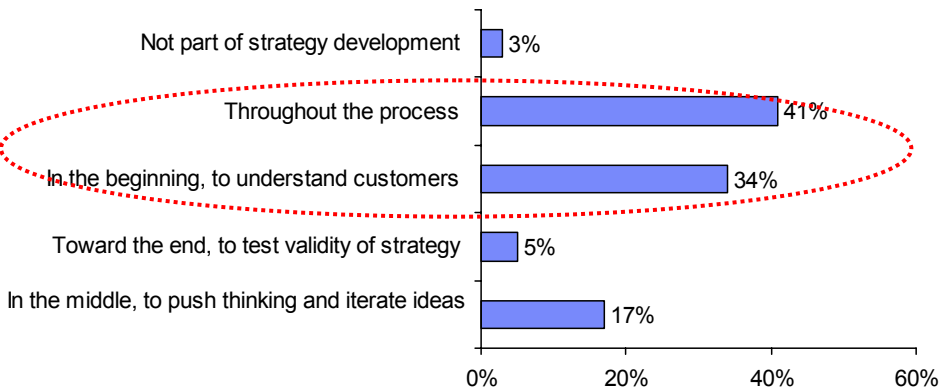 Not part of strategy development 3%
Throughout the process 41%
In the beginning, to understand customers 34%
Toward the end, to test validity of strategy 5%
In the middle, to push thinking and iterate ideas 17%
0% 20% 40% 60%